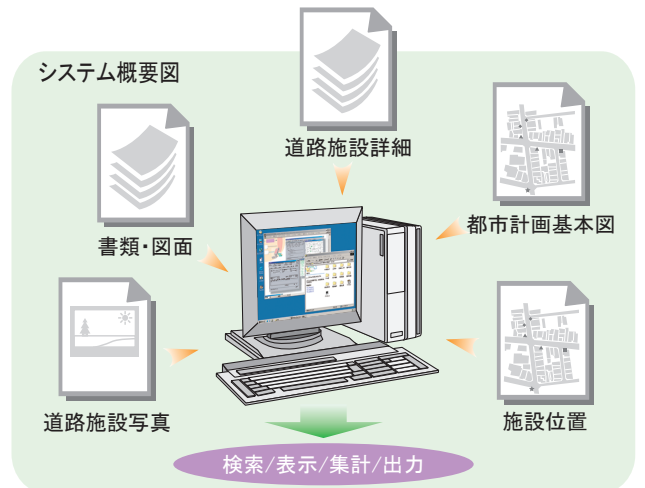 システム概要図
道路施設詳細
書類・図面
都市計画基本図
道路施設写真
施設位置
検索/表示/集計/出力